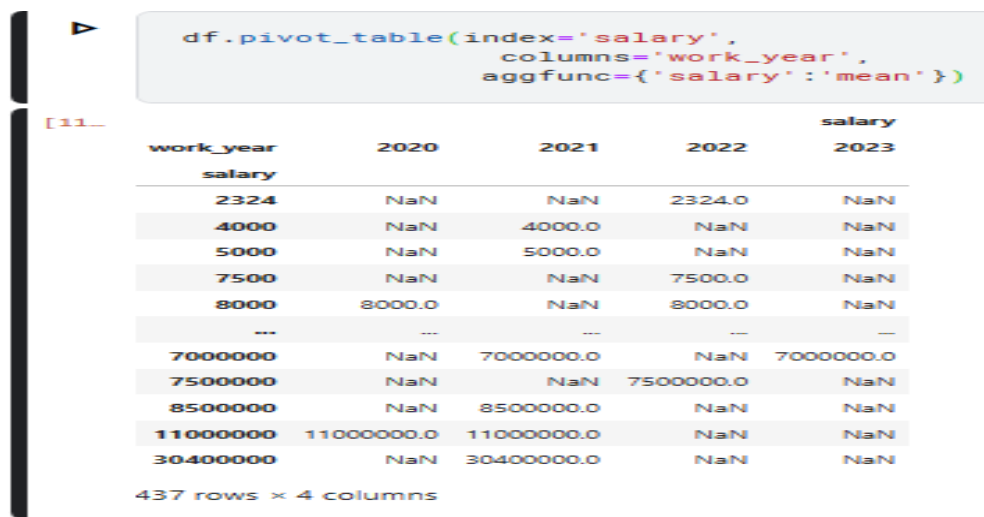 df.pivot_table(index='salary',
columns='work_year',
aggfunc={'salary':'mean'})
[11...
salary
work_year 2020 2021 2022 2023
salary
2324 NaN NaN 2324.0 NaN
4000 NaN 4000.0 NaN NaN
5000 NaN 5000.0 NaN NaN
7500 NaN NaN 7500.0 NaN
8000 8000.0 NaN 8000.0 NaN
... ... ... ... ...
7000000 NaN 7000000.0 NaN 7000000.0
7500000 NaN NaN 7500000.0 NaN
8500000 NaN 8500000.0 NaN NaN
11000000 11000000.0 11000000.0 NaN NaN
30400000 NaN 30400000.0 NaN NaN
437 rows × 4 columns